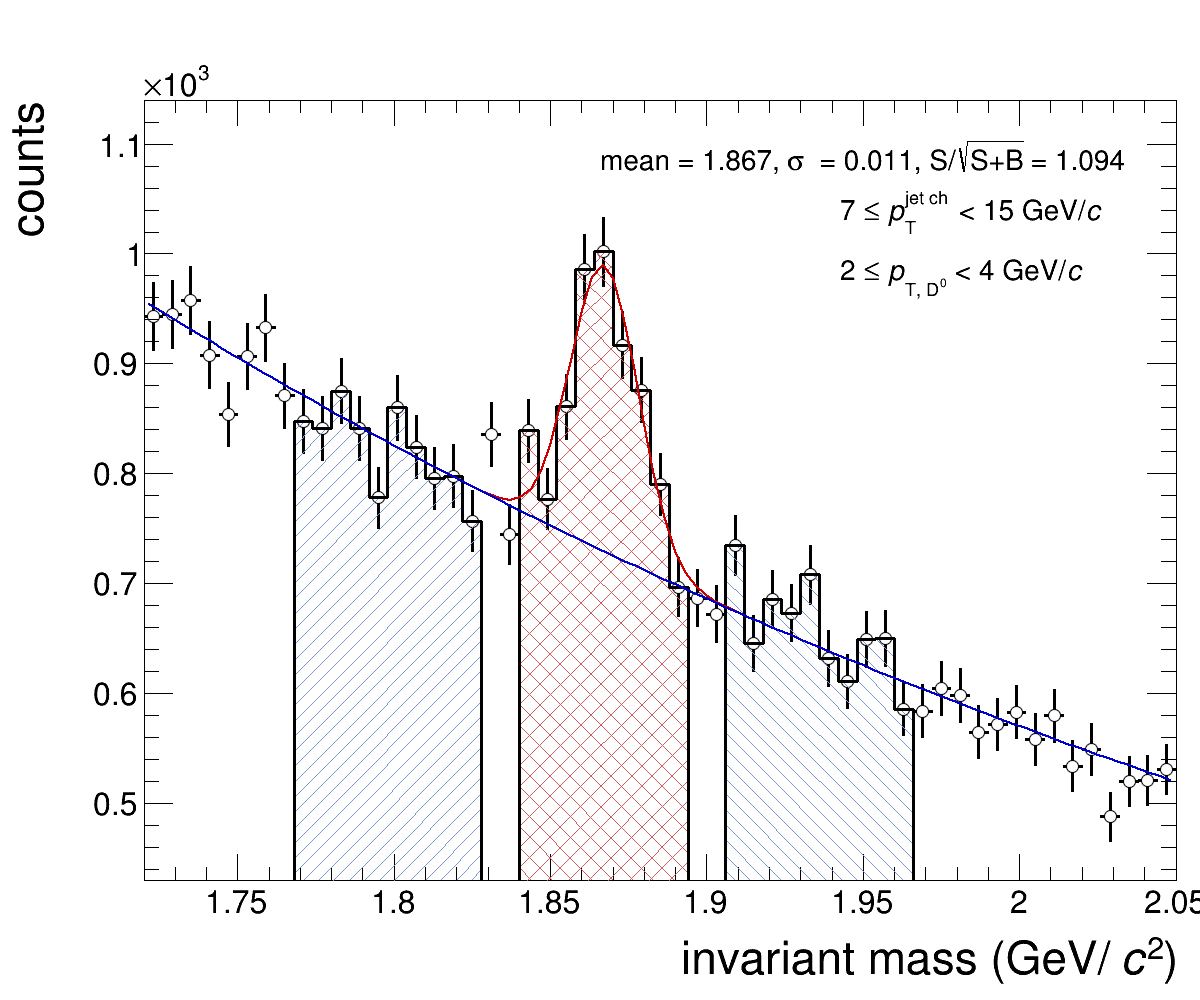 ×10³
counts
mean = 1.867, σ = 0.011, S/√S+B = 1.094
7 ≤ p_T^jet ch < 15 GeV/c
2 ≤ p_T, D⁰ < 4 GeV/c
1.1
1
0.9
0.8
0.7
0.6
0.5
1.75 1.8 1.85 1.9 1.95 2 2.05
invariant mass (GeV/ c²)